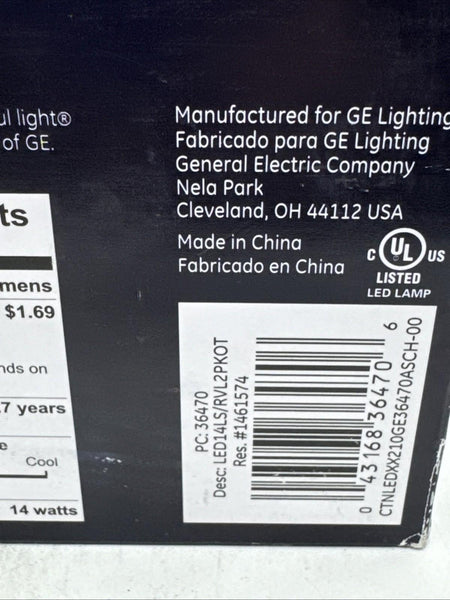 ul light®
of GE.
Manufactured for GE Lighting
Fabricado para GE Lighting
General Electric Company
Nela Park
Cleveland, OH 44112 USA
Made in China
Fabricado en China
C UL US
LISTED
LED LAMP
ts
mens
$1.69
nds on
.7 years
e
Cool
14 watts
PC: 36470
Desc: LED14LS/RVL2PKOT
Res. #1461574
0 43168 36470 6
CTNLEDXX210GE36470ASCH-00